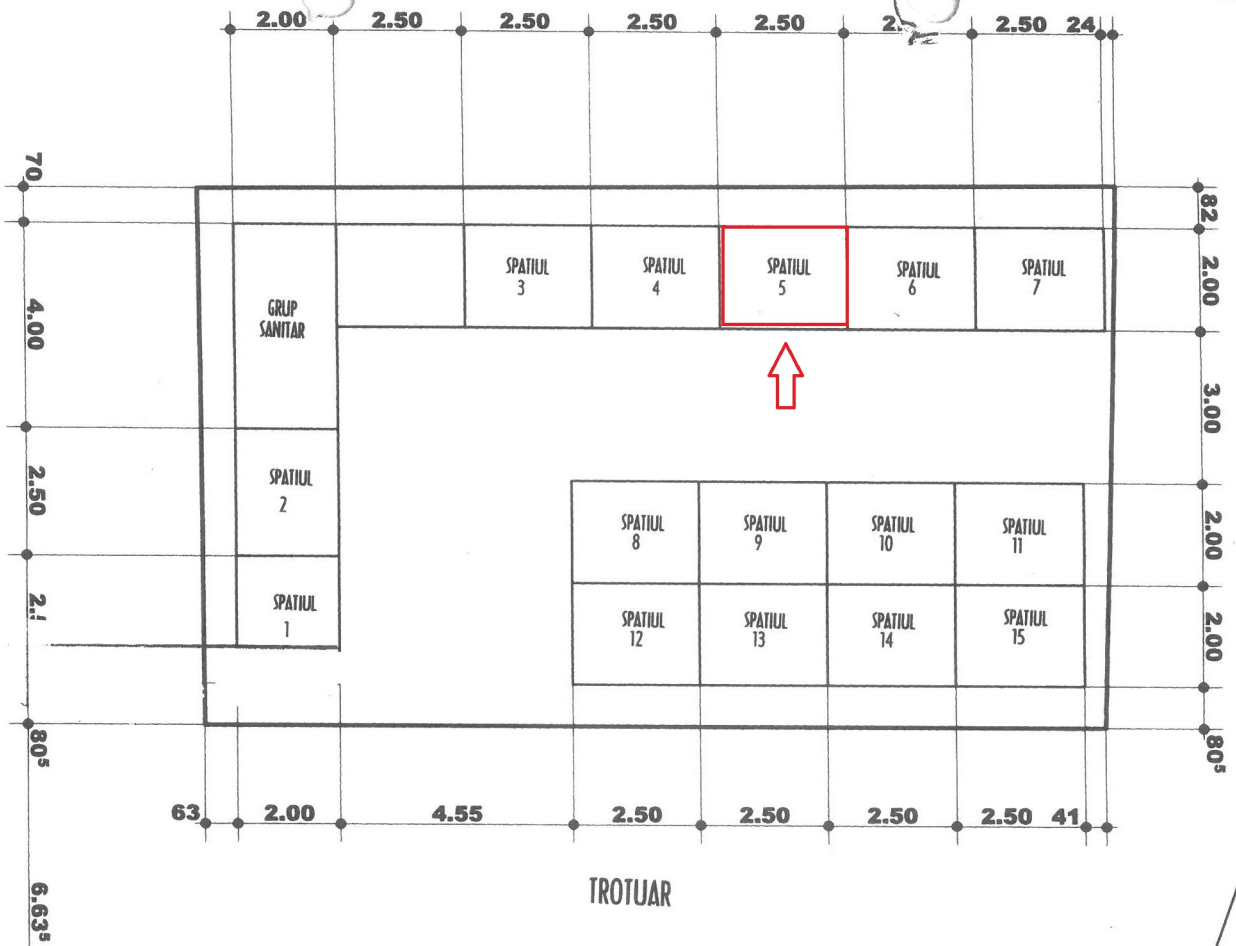 2.00 2.50 2.50 2.50 2.50 2.50 24
70
82
SPATIUL
3
SPATIUL
4
SPATIUL
5
SPATIUL
6
SPATIUL
7
2.00
GRUP
SANITAR
4.00
3.00
SPATIUL
2
2.50
SPATIUL
8
SPATIUL
9
SPATIUL
10
SPATIUL
11
2.00
SPATIUL
1
SPATIUL
12
SPATIUL
13
SPATIUL
14
SPATIUL
15
2.00
80⁵
80⁵
63 2.00 4.55 2.50 2.50 2.50 2.50 41
TROTUAR
6.63⁵